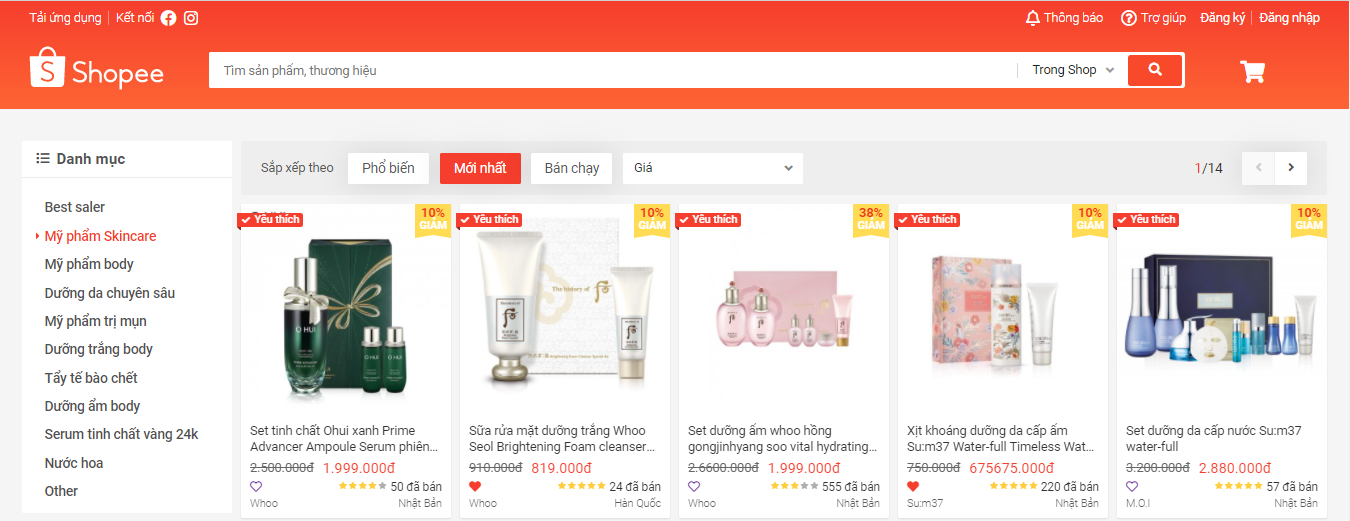 Tải ứng dụng Kết nối
Thông báo Trợ giúp Đăng ký Đăng nhập
Shopee
Tìm sản phẩm, thương hiệu
Trong Shop
Danh mục
Best saler
Mỹ phẩm Skincare
Mỹ phẩm body
Dưỡng da chuyên sâu
Mỹ phẩm trị mụn
Dưỡng trắng body
Tẩy tế bào chết
Dưỡng ẩm body
Serum tinh chất vàng 24k
Nước hoa
Other
Sắp xếp theo
Phổ biến
Mới nhất
Bán chạy
Giá
1/14
Yêu thích
10%
GIẢM
O HUI
Set tinh chất Ohui xanh Prime
Advancer Ampoule Serum phiên...
2.500.000đ 1.999.000đ
50 đã bán
Whoo Nhật Bản
Yêu thích
10%
GIẢM
The history of
Sữa rửa mặt dưỡng trắng Whoo
Seol Brightening Foam cleanser...
910.000đ 819.000đ
24 đã bán
Whoo Hàn Quốc
Yêu thích
38%
GIẢM
Set dưỡng ẩm whoo hồng
gongjinhyang soo vital hydrating...
2.6600.000đ 1.999.000đ
555 đã bán
Whoo Nhật Bản
Yêu thích
10%
GIẢM
Xịt khoáng dưỡng da cấp ẩm
Su:m37 Water-full Timeless Wat...
750.000đ 675675.000đ
220 đã bán
Su:m37 Nhật Bản
Yêu thích
10%
GIẢM
Set dưỡng da cấp nước Su:m37
water-full
3.200.000đ 2.880.000đ
57 đã bán
M.O.I Nhật Bản